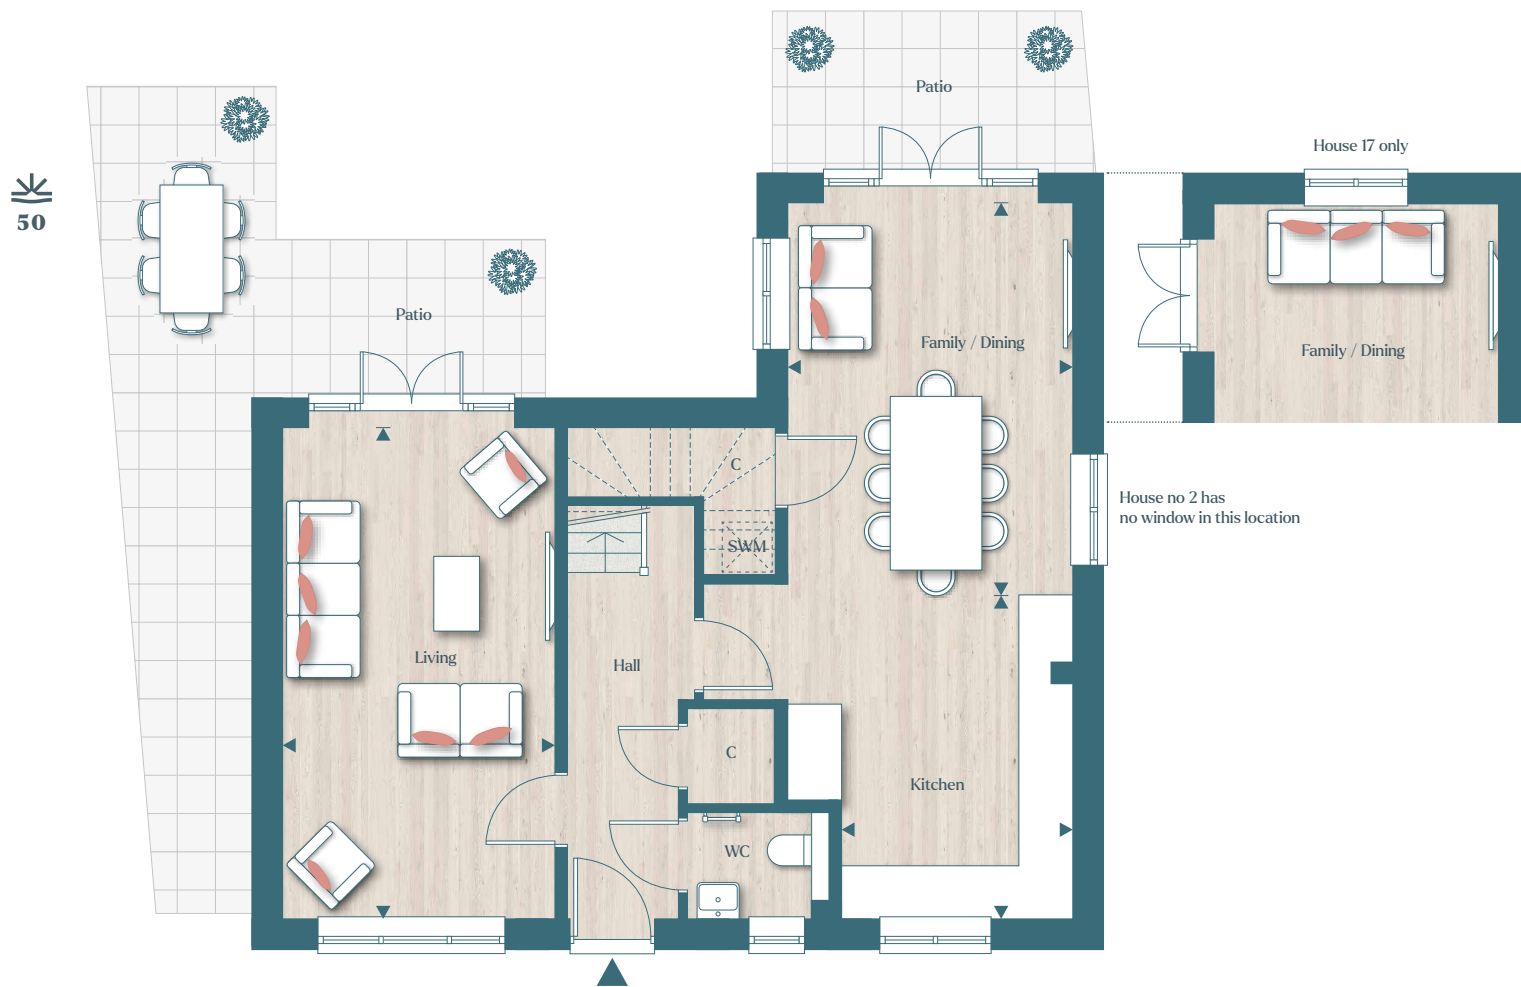 Patio
House 17 only
50
Patio
Family / Dining
Family / Dining
C
House no 2 has
no window in this location
SWM
Living
Hall
C
Kitchen
WC